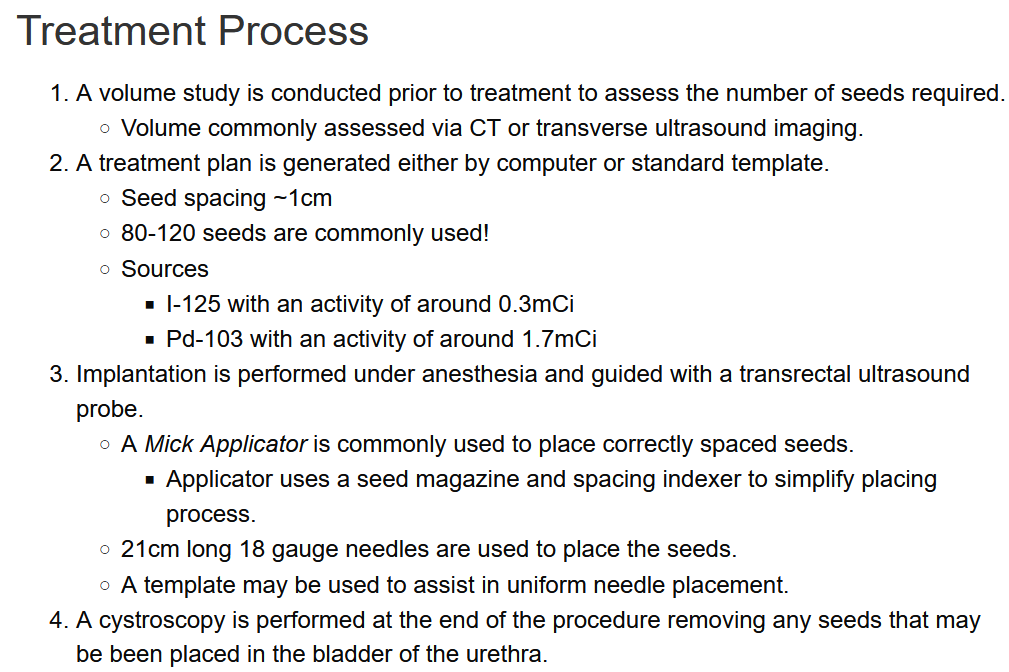 Treatment Process
1. A volume study is conducted prior to treatment to assess the number of seeds required.
○ Volume commonly assessed via CT or transverse ultrasound imaging.
2. A treatment plan is generated either by computer or standard template.
○ Seed spacing ~1cm
○ 80-120 seeds are commonly used!
○ Sources
▪ I-125 with an activity of around 0.3mCi
▪ Pd-103 with an activity of around 1.7mCi
3. Implantation is performed under anesthesia and guided with a transrectal ultrasound
probe.
○ A Mick Applicator is commonly used to place correctly spaced seeds.
▪ Applicator uses a seed magazine and spacing indexer to simplify placing
process.
○ 21cm long 18 gauge needles are used to place the seeds.
○ A template may be used to assist in uniform needle placement.
4. A cystroscopy is performed at the end of the procedure removing any seeds that may
be been placed in the bladder of the urethra.